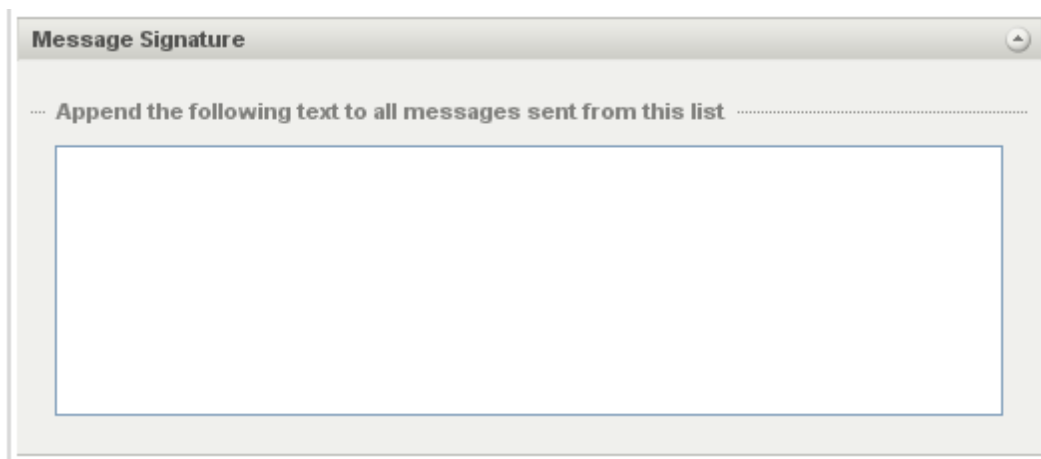 Message Signature
Append the following text to all messages sent from this list